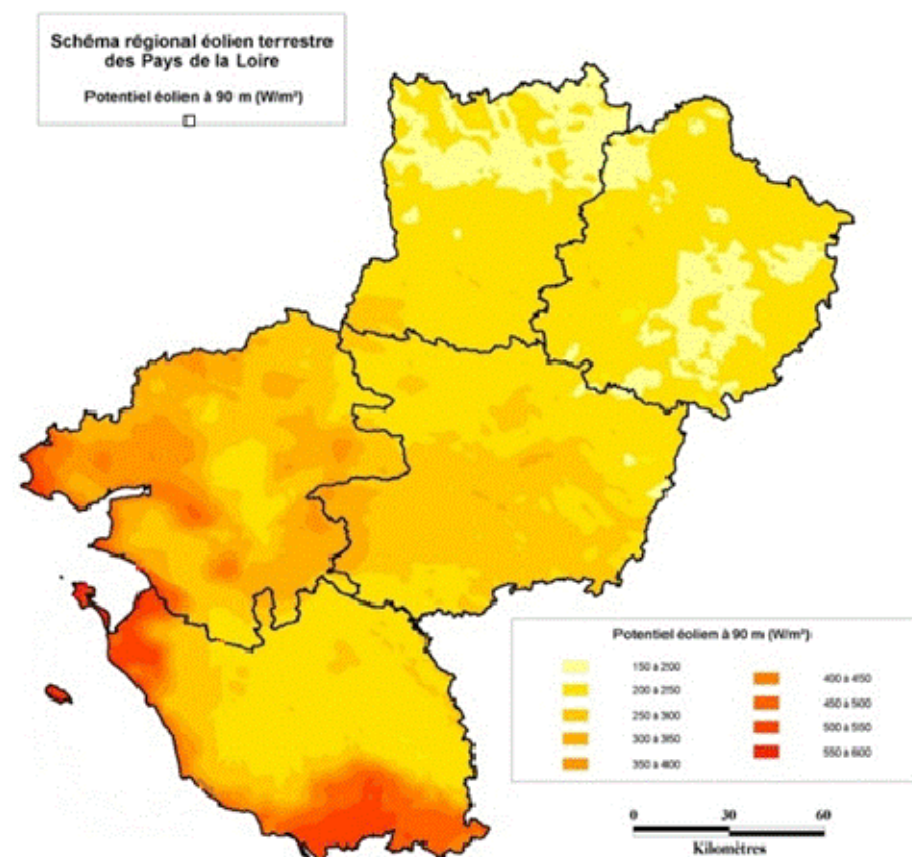 Schéma régional éolien terrestre
des Pays de la Loire
Potentiel éolien à 90 m (W/m²)
Potentiel éolien à 90 m (W/m²)
150 à 200
200 à 250
250 à 300
300 à 350
350 à 400
400 à 450
450 à 500
500 à 550
550 à 600
0 30 60
Kilomètres